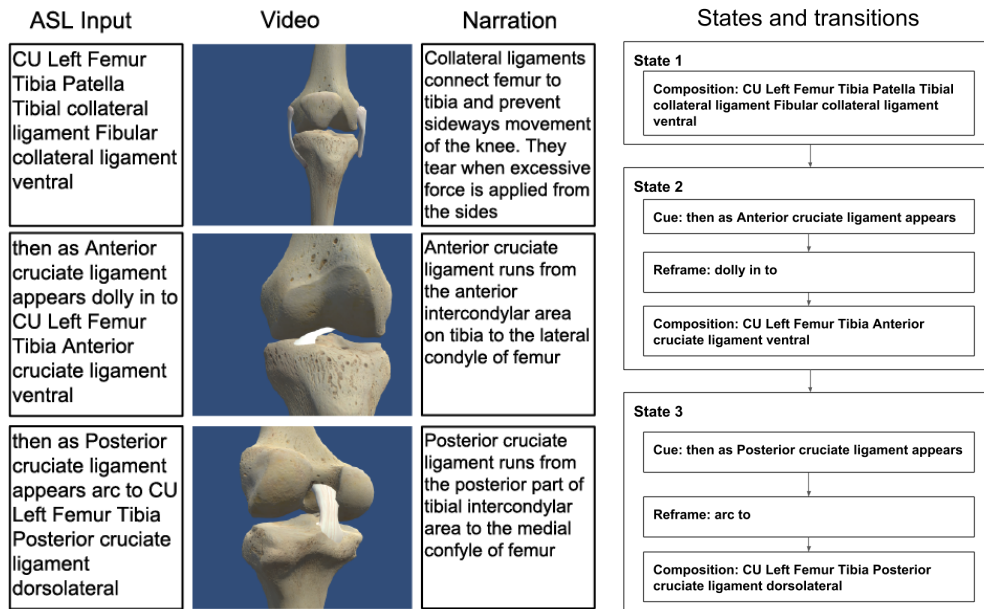 ASL Input
Video
Narration
States and transitions
CU Left Femur
Tibia Patella
Tibial collateral
ligament Fibular
collateral ligament
ventral
Collateral ligaments
connect femur to
tibia and prevent
sideways movement
of the knee. They
tear when excessive
force is applied from
the sides
then as Anterior
cruciate ligament
appears dolly in to
CU Left Femur
Tibia Anterior
cruciate ligament
ventral
Anterior cruciate
ligament runs from
the anterior
intercondylar area
on tibia to the lateral
condyle of femur
then as Posterior
cruciate ligament
appears arc to CU
Left Femur Tibia
Posterior cruciate
ligament
dorsolateral
Posterior cruciate
ligament runs from
the posterior part of
tibial intercondylar
area to the medial
confyle of femur
State 1
Composition: CU Left Femur Tibia Patella Tibial
collateral ligament Fibular collateral ligament
ventral
State 2
Cue: then as Anterior cruciate ligament appears
Reframe: dolly in to
Composition: CU Left Femur Tibia Anterior
cruciate ligament ventral
State 3
Cue: then as Posterior cruciate ligament appears
Reframe: arc to
Composition: CU Left Femur Tibia Posterior
cruciate ligament dorsolateral